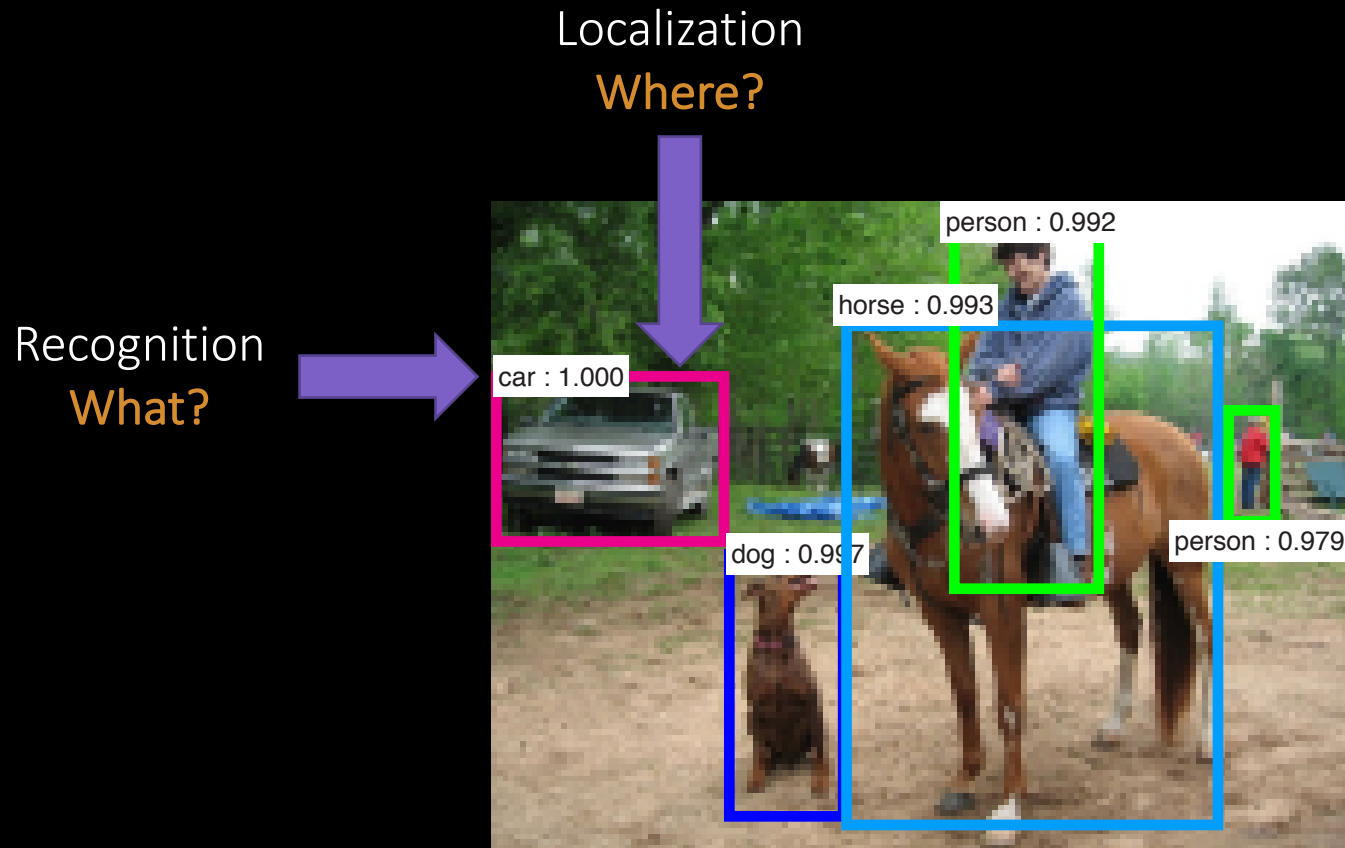 Localization
Where?
person : 0.992
horse : 0.993
Recognition
What?
car : 1.000
dog : 0.997
person : 0.979